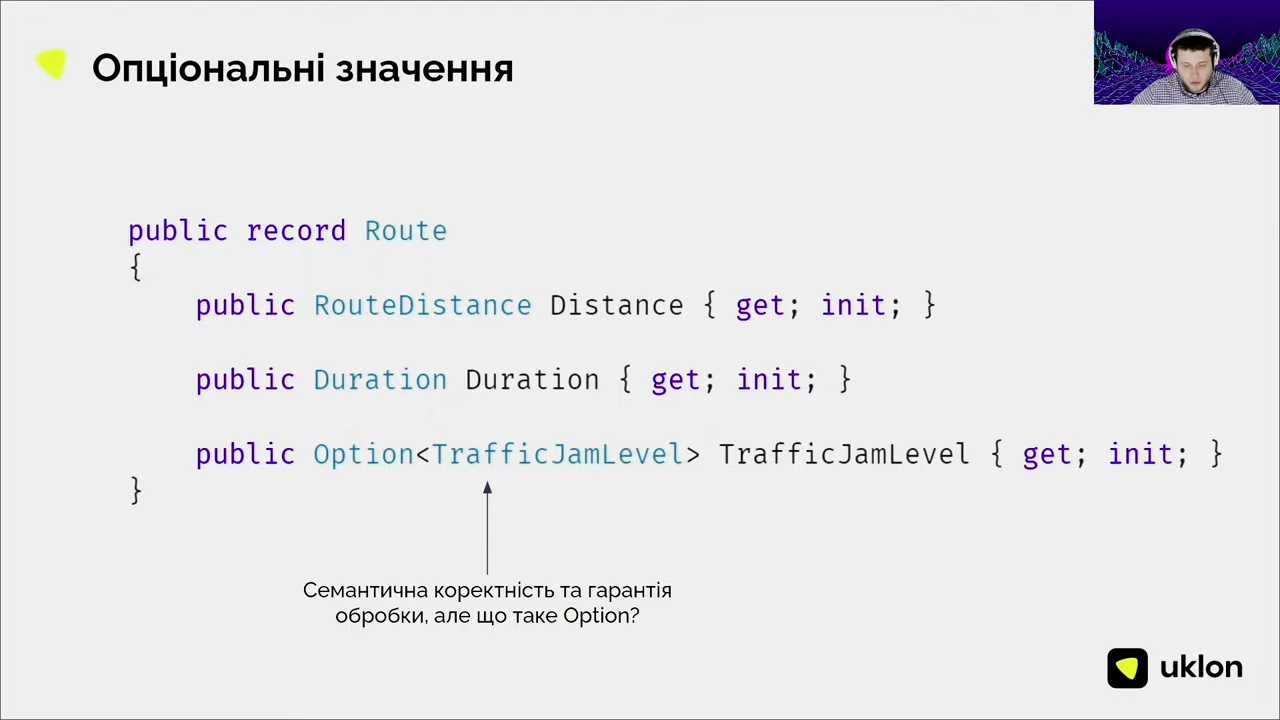 Опціональні значення
public record Route
{
public RouteDistance Distance { get; init; }
public Duration Duration { get; init; }
public Option<TrafficJamLevel> TrafficJamLevel { get; init; }
}
Семантична коректність та гарантія
обробки, але що таке Option?
uklon